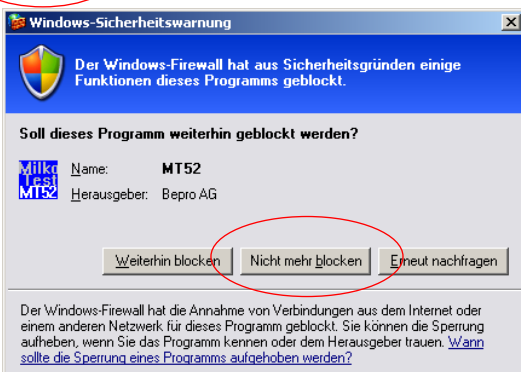 Windows-Sicherheitswarnung
Der Windows-Firewall hat aus Sicherheitsgründen einige
Funktionen dieses Programms geblockt.
Soll dieses Programm weiterhin geblockt werden?
Milko
Test
MT52
Name: MT52
Herausgeber: Bepro AG
Weiterhin blocken Nicht mehr blocken Erneut nachfragen
Der Windows-Firewall hat die Annahme von Verbindungen aus dem Internet oder
einem anderen Netzwerk für dieses Programm geblockt. Sie können die Sperrung
aufheben, wenn Sie das Programm kennen oder dem Herausgeber trauen. Wann
sollte die Sperrung eines Programms aufgehoben werden?